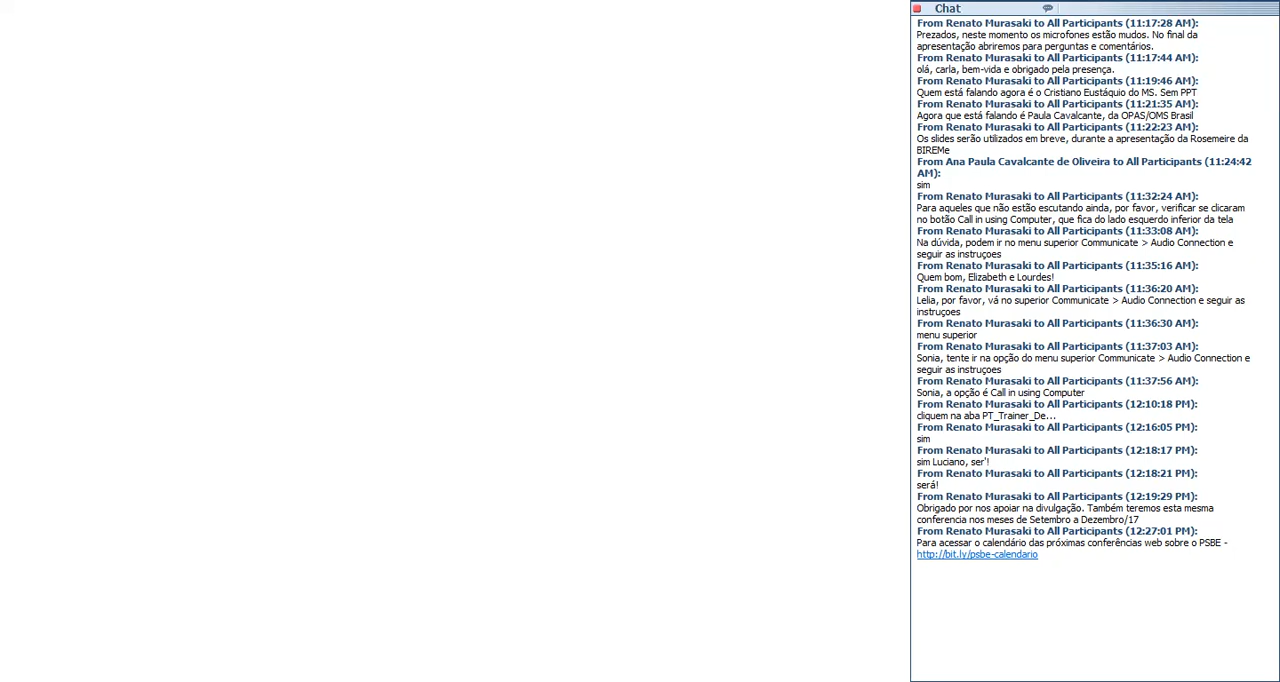 Chat
From Renato Murasaki to All Participants (11:17:28 AM):
Prezados, neste momento os microfones estão mudos. No final da
apresentação abriremos para perguntas e comentários.
From Renato Murasaki to All Participants (11:17:44 AM):
olá, carla, bem-vida e obrigado pela presença.
From Renato Murasaki to All Participants (11:19:46 AM):
Quem está falando agora é o Cristiano Eustáquio do MS. Sem PPT
From Renato Murasaki to All Participants (11:21:35 AM):
Agora que está falando é Paula Cavalcante, da OPAS/OMS Brasil
From Renato Murasaki to All Participants (11:22:23 AM):
Os slides serão utilizados em breve, durante a apresentação da Rosemeire da
BIREMe
From Ana Paula Cavalcante de Oliveira to All Participants (11:24:42
AM):
sim
From Renato Murasaki to All Participants (11:32:24 AM):
Para aqueles que não estão escutando ainda, por favor, verificar se clicaram
no botão Call in using Computer, que fica do lado esquerdo inferior da tela
From Renato Murasaki to All Participants (11:33:08 AM):
Na dúvida, podem ir no menu superior Communicate > Audio Connection e
seguir as instruçoes
From Renato Murasaki to All Participants (11:35:16 AM):
Quem bom, Elizabeth e Lourdes!
From Renato Murasaki to All Participants (11:36:20 AM):
Lelia, por favor, vá no superior Communicate > Audio Connection e seguir as
instruçoes
From Renato Murasaki to All Participants (11:36:30 AM):
menu superior
From Renato Murasaki to All Participants (11:37:03 AM):
Sonia, tente ir na opção do menu superior Communicate > Audio Connection e
seguir as instruçoes
From Renato Murasaki to All Participants (11:37:56 AM):
Sonia, a opção é Call in using Computer
From Renato Murasaki to All Participants (12:10:18 PM):
cliquem na aba PT_Trainer_De...
From Renato Murasaki to All Participants (12:16:05 PM):
sim
From Renato Murasaki to All Participants (12:18:17 PM):
sim Luciano, ser'!
From Renato Murasaki to All Participants (12:18:21 PM):
será!
From Renato Murasaki to All Participants (12:19:29 PM):
Obrigado por nos apoiar na divulgação. Também teremos esta mesma
conferencia nos meses de Setembro a Dezembro/17
From Renato Murasaki to All Participants (12:27:01 PM):
Para acessar o calendário das próximas conferências web sobre o PSBE -
http://bit.ly/psbe-calendario